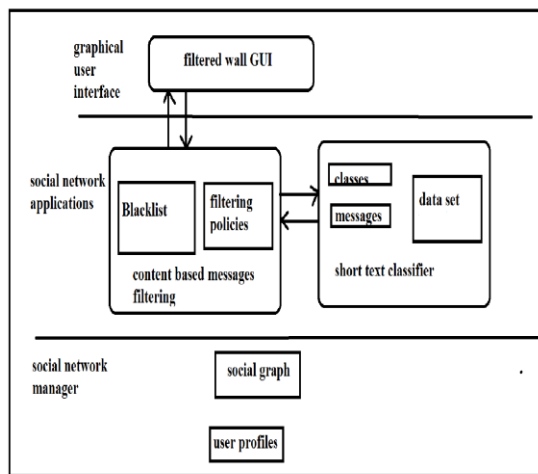 graphical
user
interface
filtered wall GUI
social network
applications
Blacklist
filtering
policies
content based messages
filtering
classes
messages
data set
short text classifier
social network
manager
social graph
user profiles